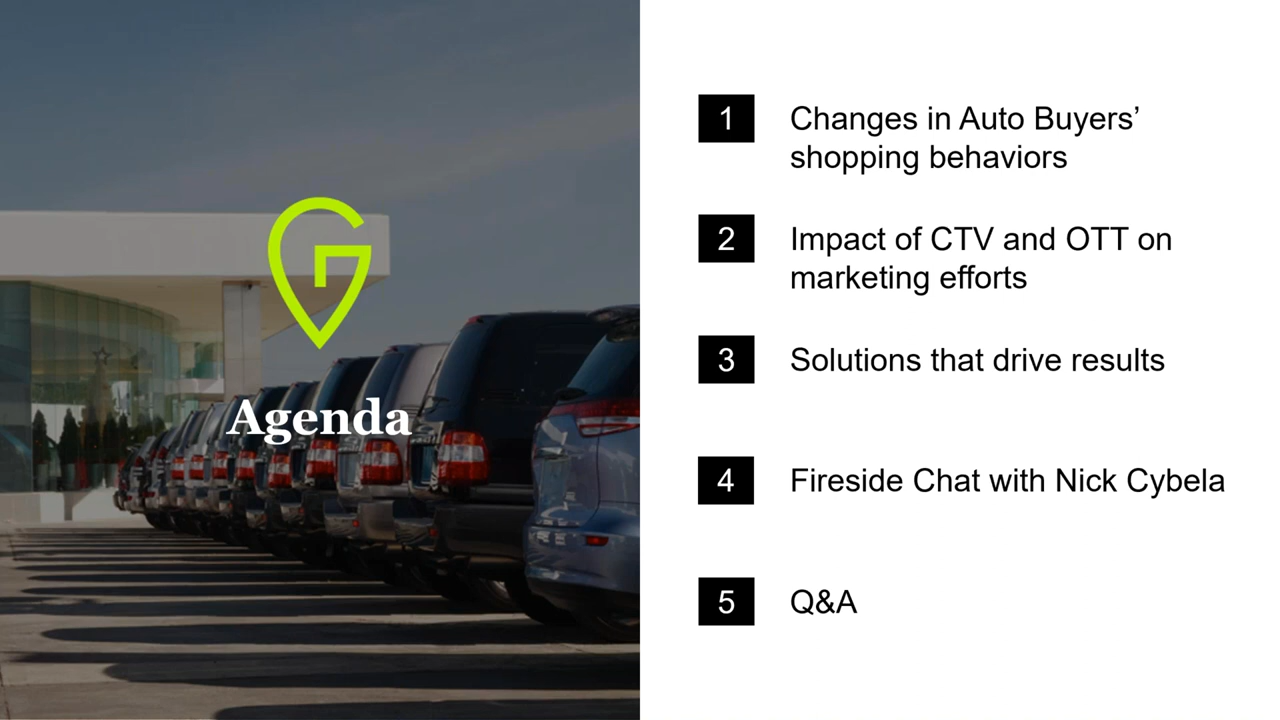 Agenda
1 Changes in Auto Buyers’
shopping behaviors
2 Impact of CTV and OTT on
marketing efforts
3 Solutions that drive results
4 Fireside Chat with Nick Cybela
5 Q&A